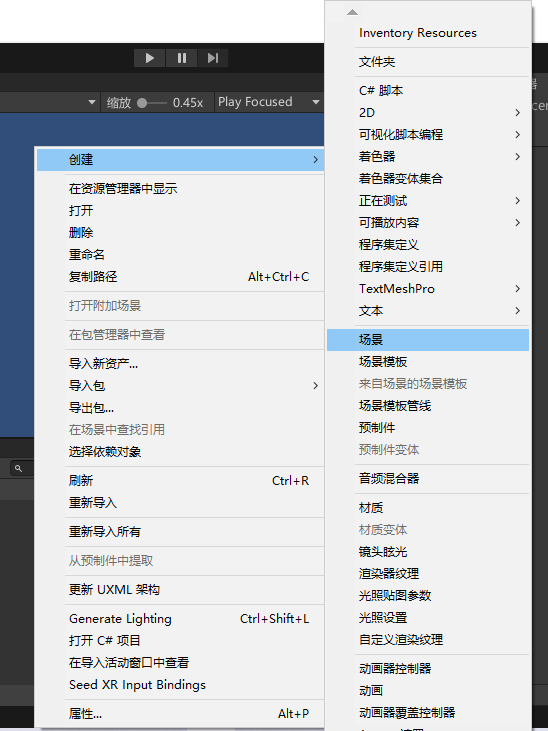 Inventory Resources
文件夹
C# 脚本
2D
可视化脚本编程
着色器
着色器变体集合
正在测试
可播放内容
程序集定义
程序集定义引用
TextMeshPro
文本
场景
场景模板
来自场景的场景模板
场景模板管线
预制件
预制件变体
音频混合器
材质
材质变体
镜头眩光
渲染器纹理
光照贴图参数
光照设置
自定义渲染纹理
动画器控制器
动画
动画器覆盖控制器
缩放 0.45x Play Focused
创建
在资源管理器中显示
打开
删除
重命名
复制路径 Alt+Ctrl+C
打开附加场景
在包管理器中查看
导入新资产...
导入包
导出包...
在场景中查找引用
选择依赖对象
刷新 Ctrl+R
重新导入
重新导入所有
从预制件中提取
更新 UXML 架构
Generate Lighting Ctrl+Shift+L
打开 C# 项目
在导入活动窗口中查看
Seed XR Input Bindings
属性... Alt+P